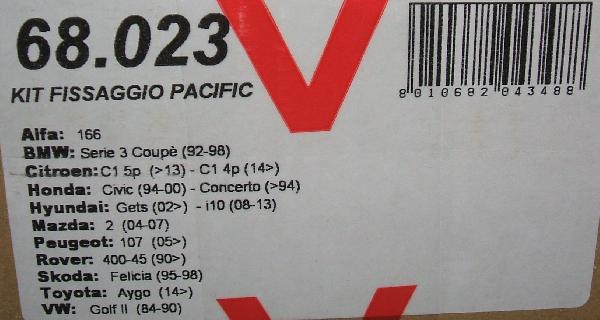 68.023
KIT FISSAGGIO PACIFIC
8 010682 043488
Alfa: 166
BMW: Serie 3 Coupè (92-98)
Citroen: C1 5p (>13) - C1 4p (14>)
Honda: Civic (94-00) - Concerto (>94)
Hyundai: Gets (02>) - i10 (08-13)
Mazda: 2 (04-07)
Peugeot: 107 (05>)
Rover: 400-45 (90>)
Skoda: Felicia (95-98)
Toyota: Aygo (14>)
VW: Golf II (84-90)